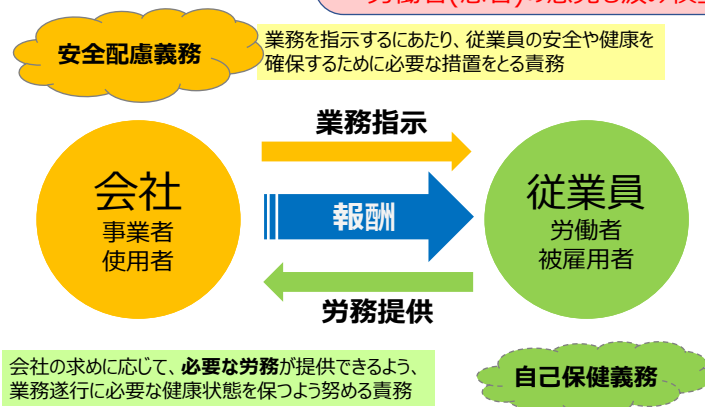 安全配慮義務
業務を指示するにあたり、従業員の安全や健康を
確保するために必要な措置をとる責務
業務指示
会社
事業者
使用者
報酬
従業員
労働者
被雇用者
労務提供
会社の求めに応じて、必要な労務が提供できるよう、
業務遂行に必要な健康状態を保つよう努める責務
自己保健義務